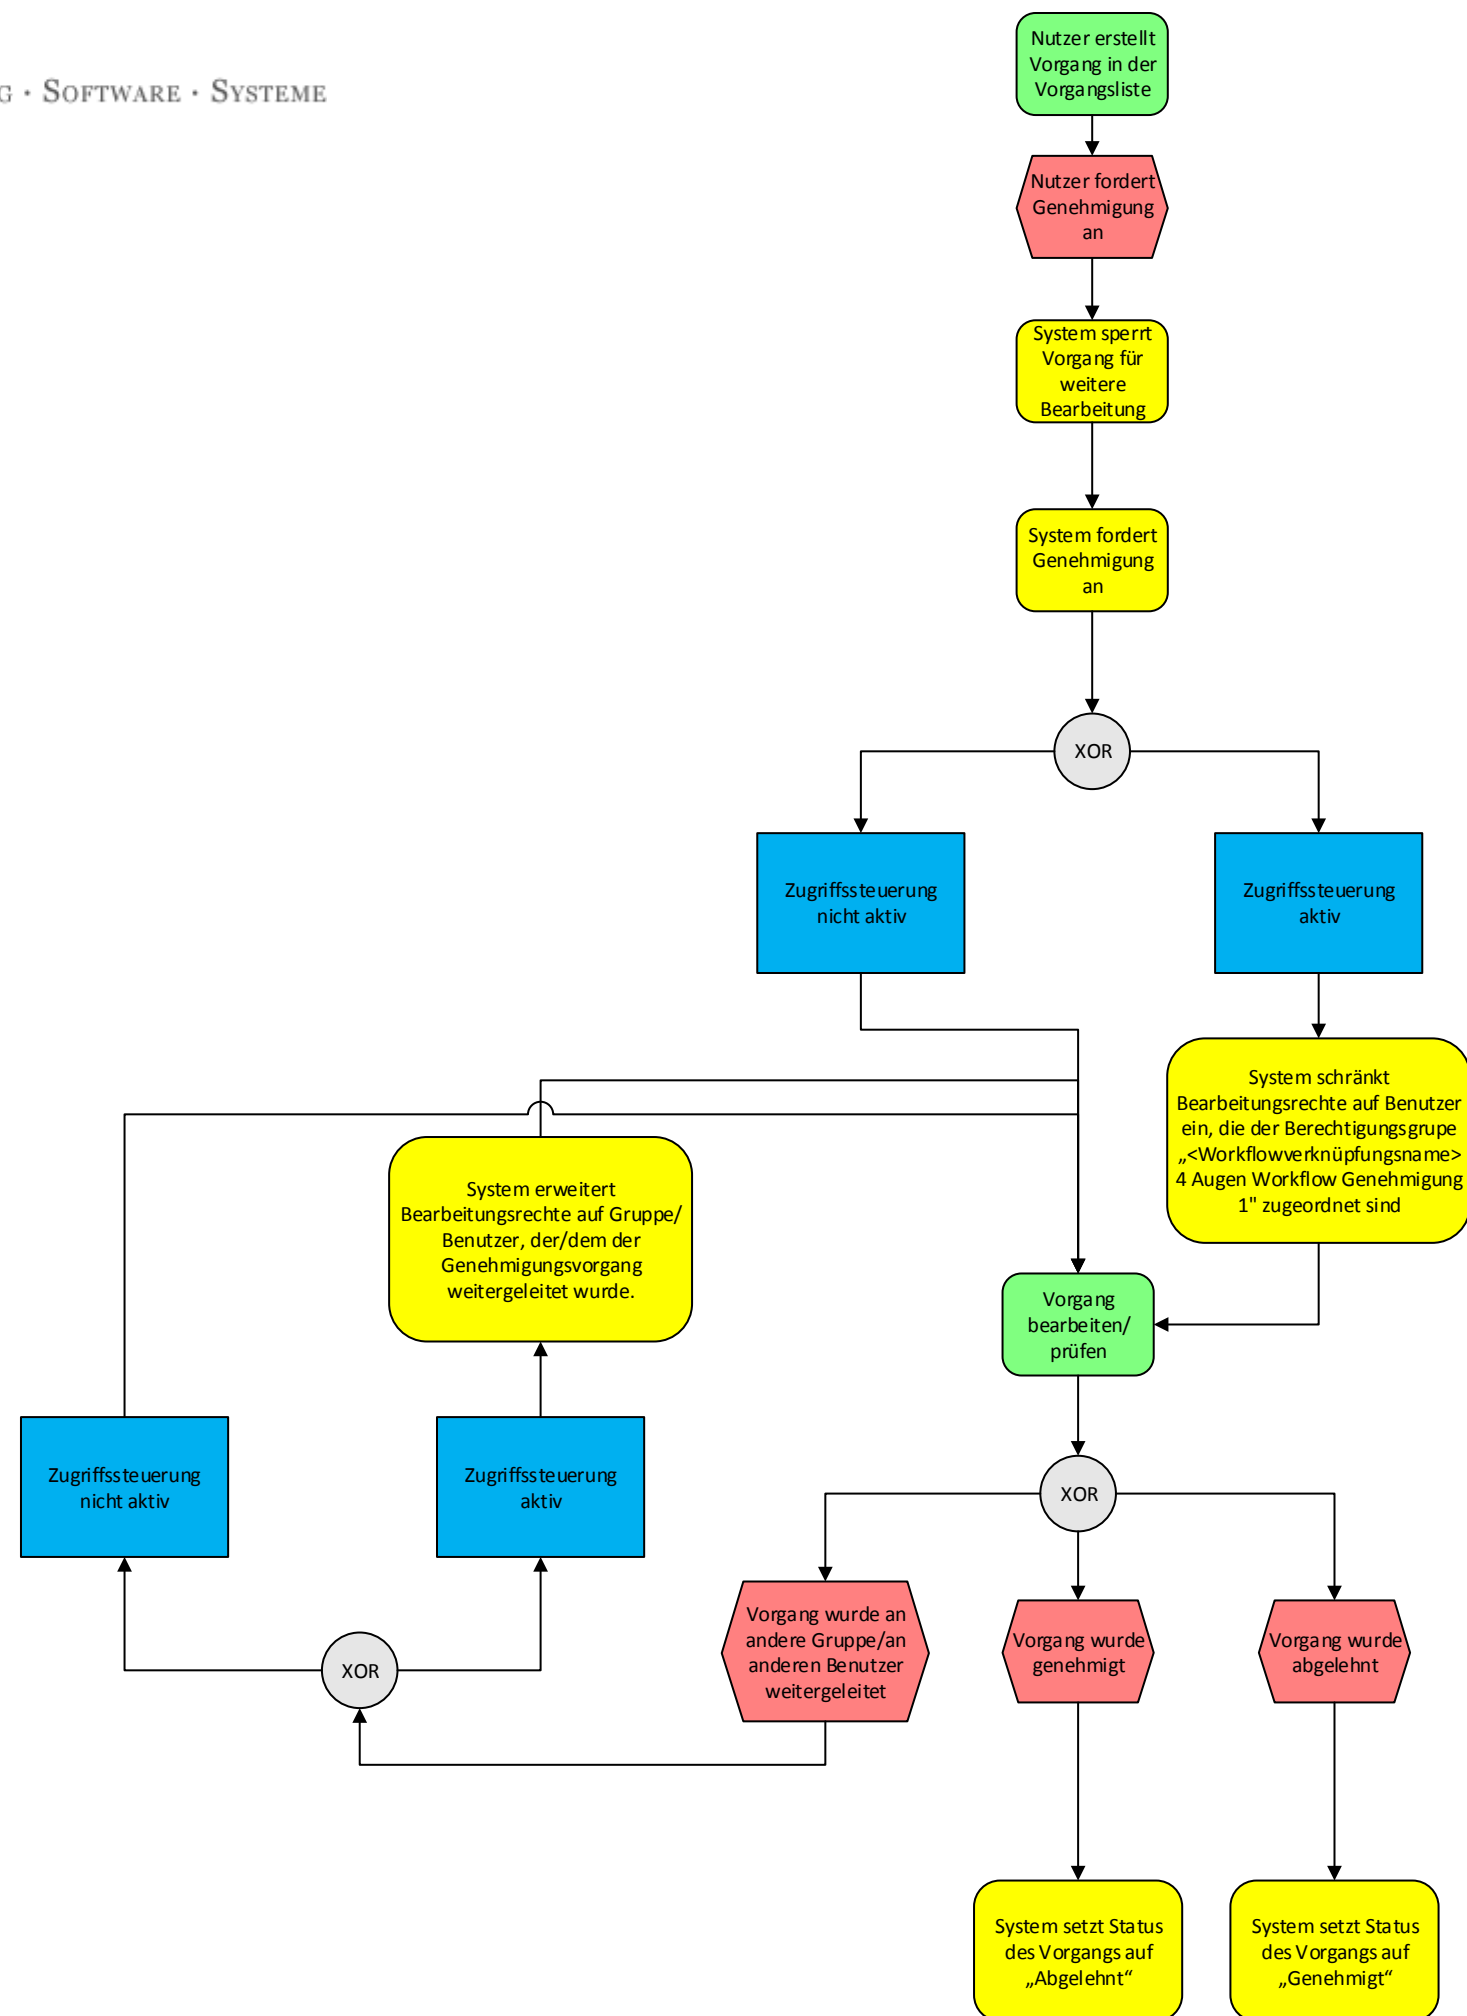 G · SOFTWARE · SYSTEME
Nutzer erstellt
Vorgang in der
Vorgangsliste
Nutzer fordert
Genehmigung
an
System sperrt
Vorgang für
weitere
Bearbeitung
System fordert
Genehmigung
an
XOR
Zugriffssteuerung
nicht aktiv
Zugriffssteuerung
aktiv
System schränkt
Bearbeitungsrechte auf Benutzer
ein, die der Berechtigungsgrupe
„<Workflowverknüpfungsname>
4 Augen Workflow Genehmigung
1" zugeordnet sind
System erweitert
Bearbeitungsrechte auf Gruppe/
Benutzer, der/dem der
Genehmigungsvorgang
weitergeleitet wurde.
Vorgang
bearbeiten/
prüfen
Zugriffssteuerung
nicht aktiv
Zugriffssteuerung
aktiv
XOR
Vorgang wurde an
andere Gruppe/an
anderen Benutzer
weitergeleitet
Vorgang wurde
genehmigt
Vorgang wurde
abgelehnt
XOR
System setzt Status
des Vorgangs auf
„Abgelehnt“
System setzt Status
des Vorgangs auf
„Genehmigt“